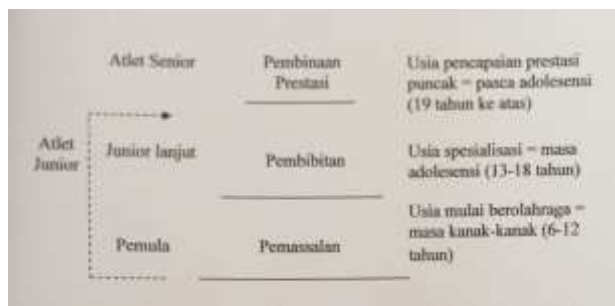 Atlet Senior
Pembinaan
Prestasi
Usia pencapaian prestasi
puncak = pasca adolesensi
(19 tahun ke atas)
Atlet
Junior
Junior lanjut
Pembibitan
Usia spesialisasi = masa
adolesensi (13-18 tahun)
Pemula
Pemassalan
Usia mulai berolahraga =
masa kanak-kanak (6-12
tahun)